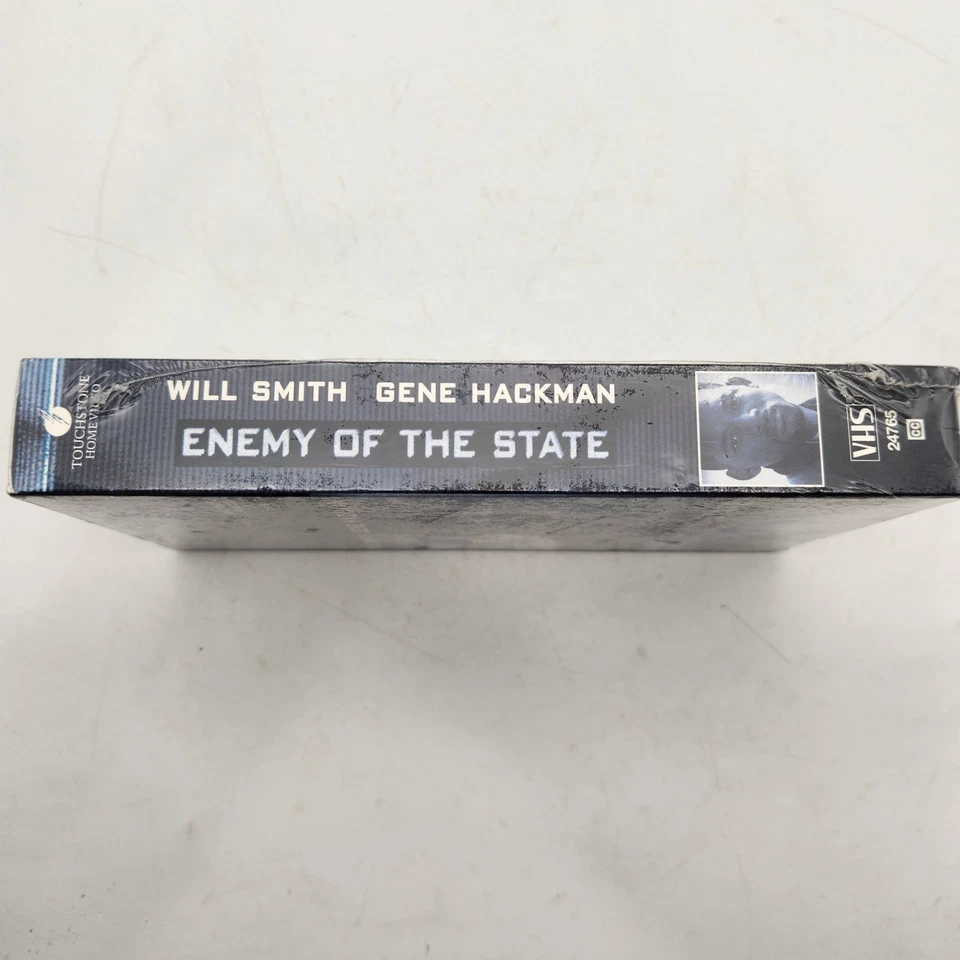 TOUCHSTONE
HOME VIDEO
WILL SMITH GENE HACKMAN
ENEMY OF THE STATE
VHS
24765
CC